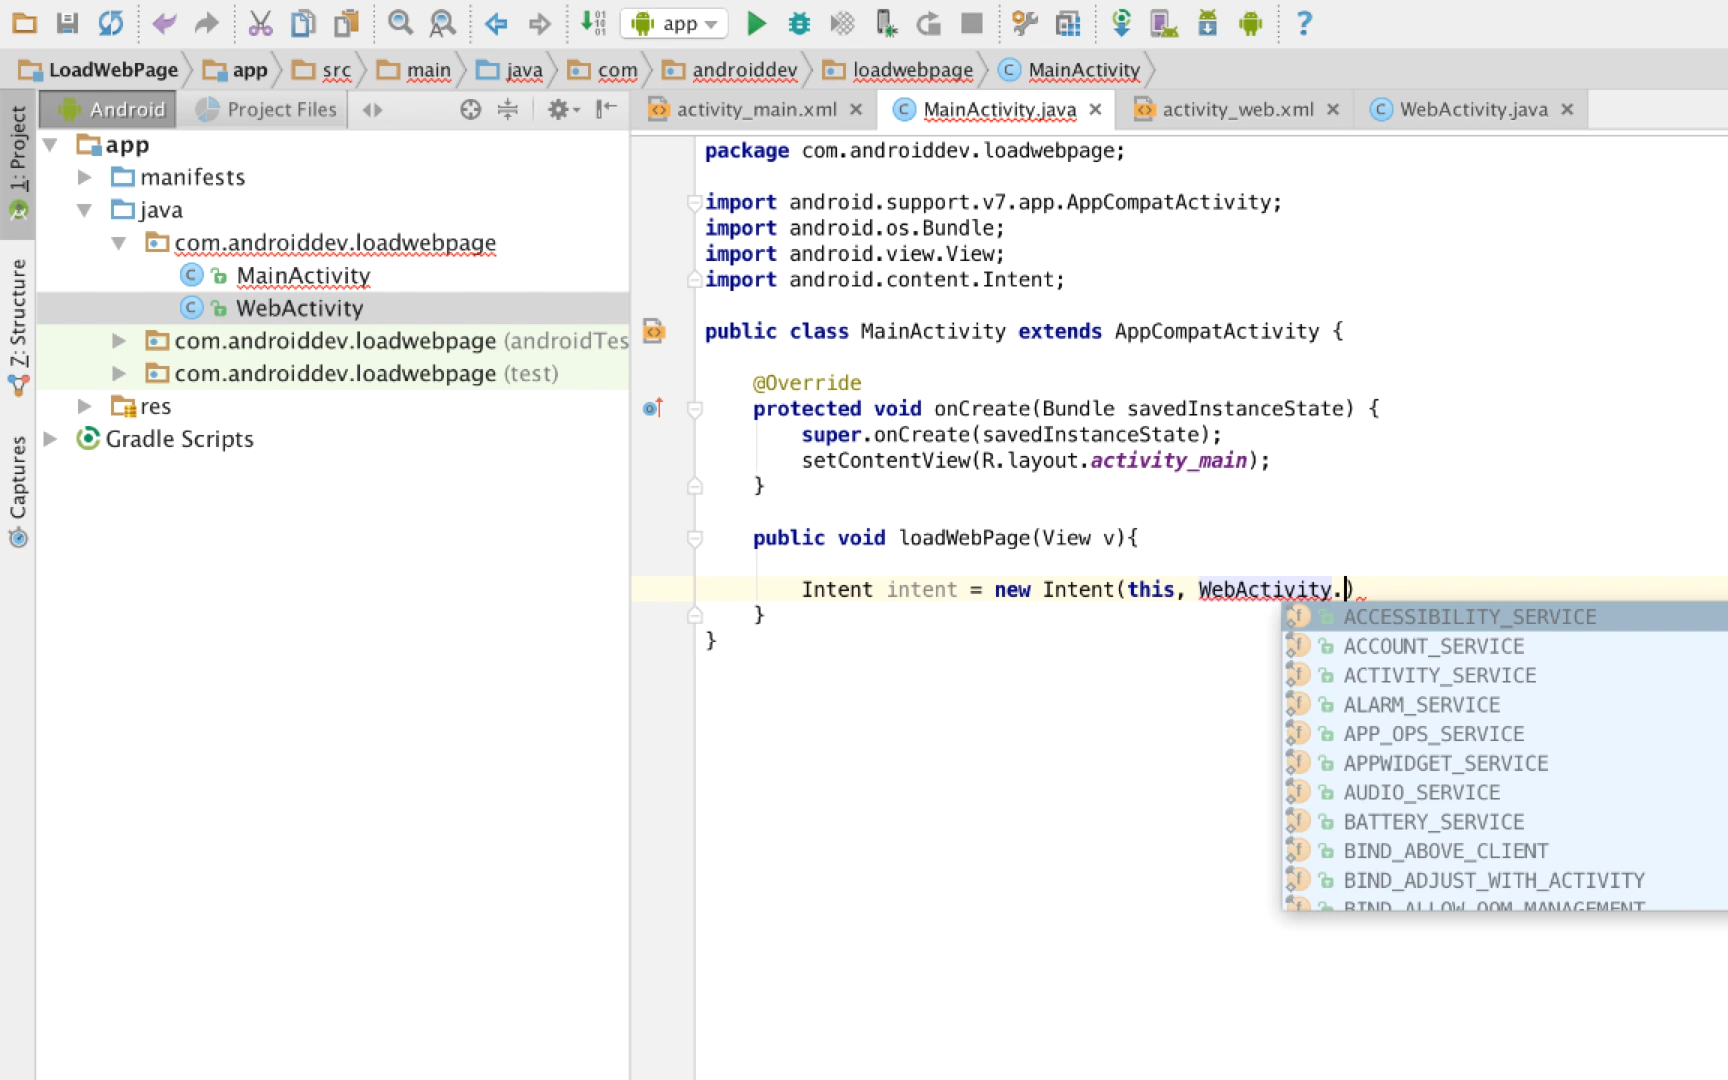 app
LoadWebPage
app
src
main
java
com
androiddev
loadwebpage
MainActivity
1: Project
Z: Structure
Captures
Android
Project Files
app
manifests
java
com.androiddev.loadwebpage
MainActivity
WebActivity
com.androiddev.loadwebpage (androidTes
com.androiddev.loadwebpage (test)
res
Gradle Scripts
activity_main.xml
MainActivity.java
activity_web.xml
WebActivity.java
package com.androiddev.loadwebpage;
import android.support.v7.app.AppCompatActivity;
import android.os.Bundle;
import android.view.View;
import android.content.Intent;
public class MainActivity extends AppCompatActivity {
@Override
protected void onCreate(Bundle savedInstanceState) {
super.onCreate(savedInstanceState);
setContentView(R.layout.activity_main);
}
public void loadWebPage(View v){
Intent intent = new Intent(this, WebActivity.)
}
}
ACCESSIBILITY_SERVICE
ACCOUNT_SERVICE
ACTIVITY_SERVICE
ALARM_SERVICE
APP_OPS_SERVICE
APPWIDGET_SERVICE
AUDIO_SERVICE
BATTERY_SERVICE
BIND_ABOVE_CLIENT
BIND_ADJUST_WITH_ACTIVITY
BIND_ALLOW_OOM_MANAGEMENT